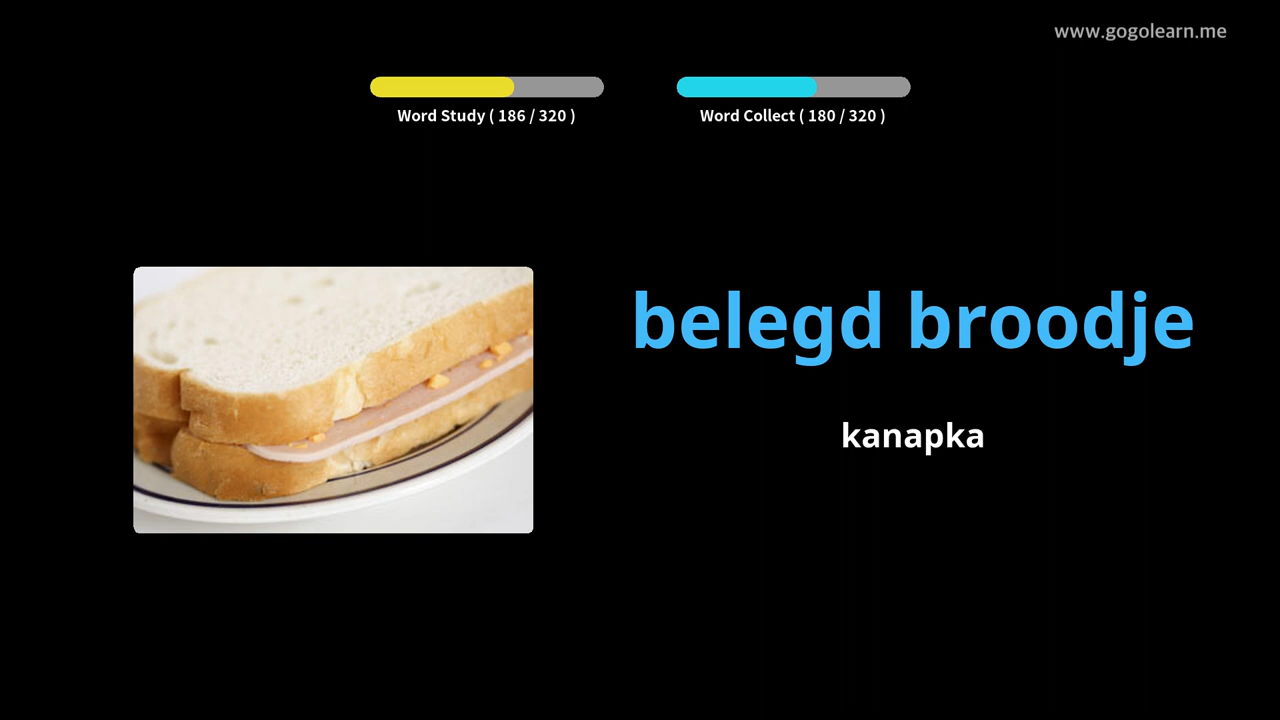 www.gogolearn.me
Word Study ( 186 / 320 )
Word Collect ( 180 / 320 )
belegd broodje
kanapka